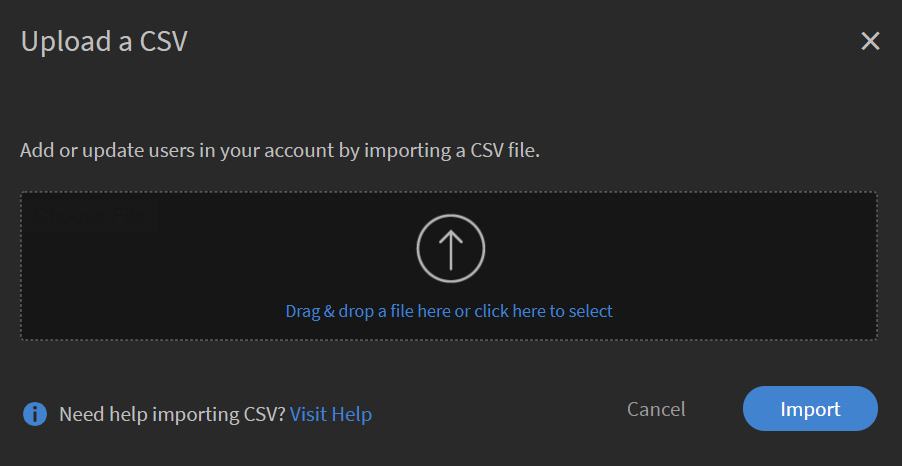 Upload a CSV
Add or update users in your account by importing a CSV file.
Drag & drop a file here or click here to select
Need help importing CSV? Visit Help
Cancel
Import